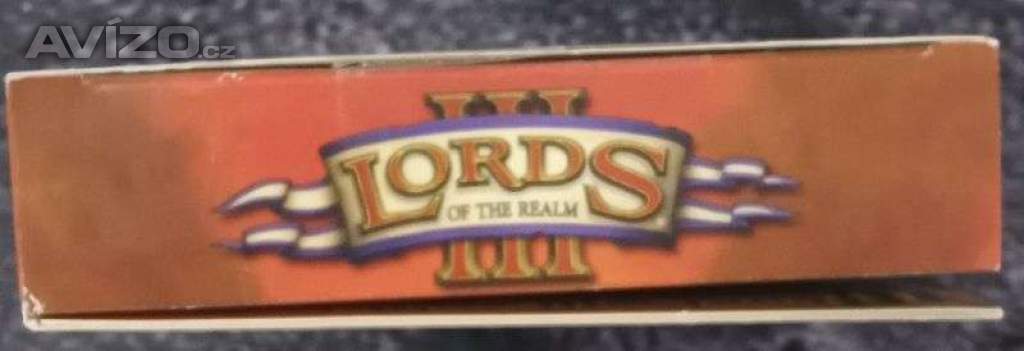 AVÍZO.cz
III
LORDS
OF THE REALM